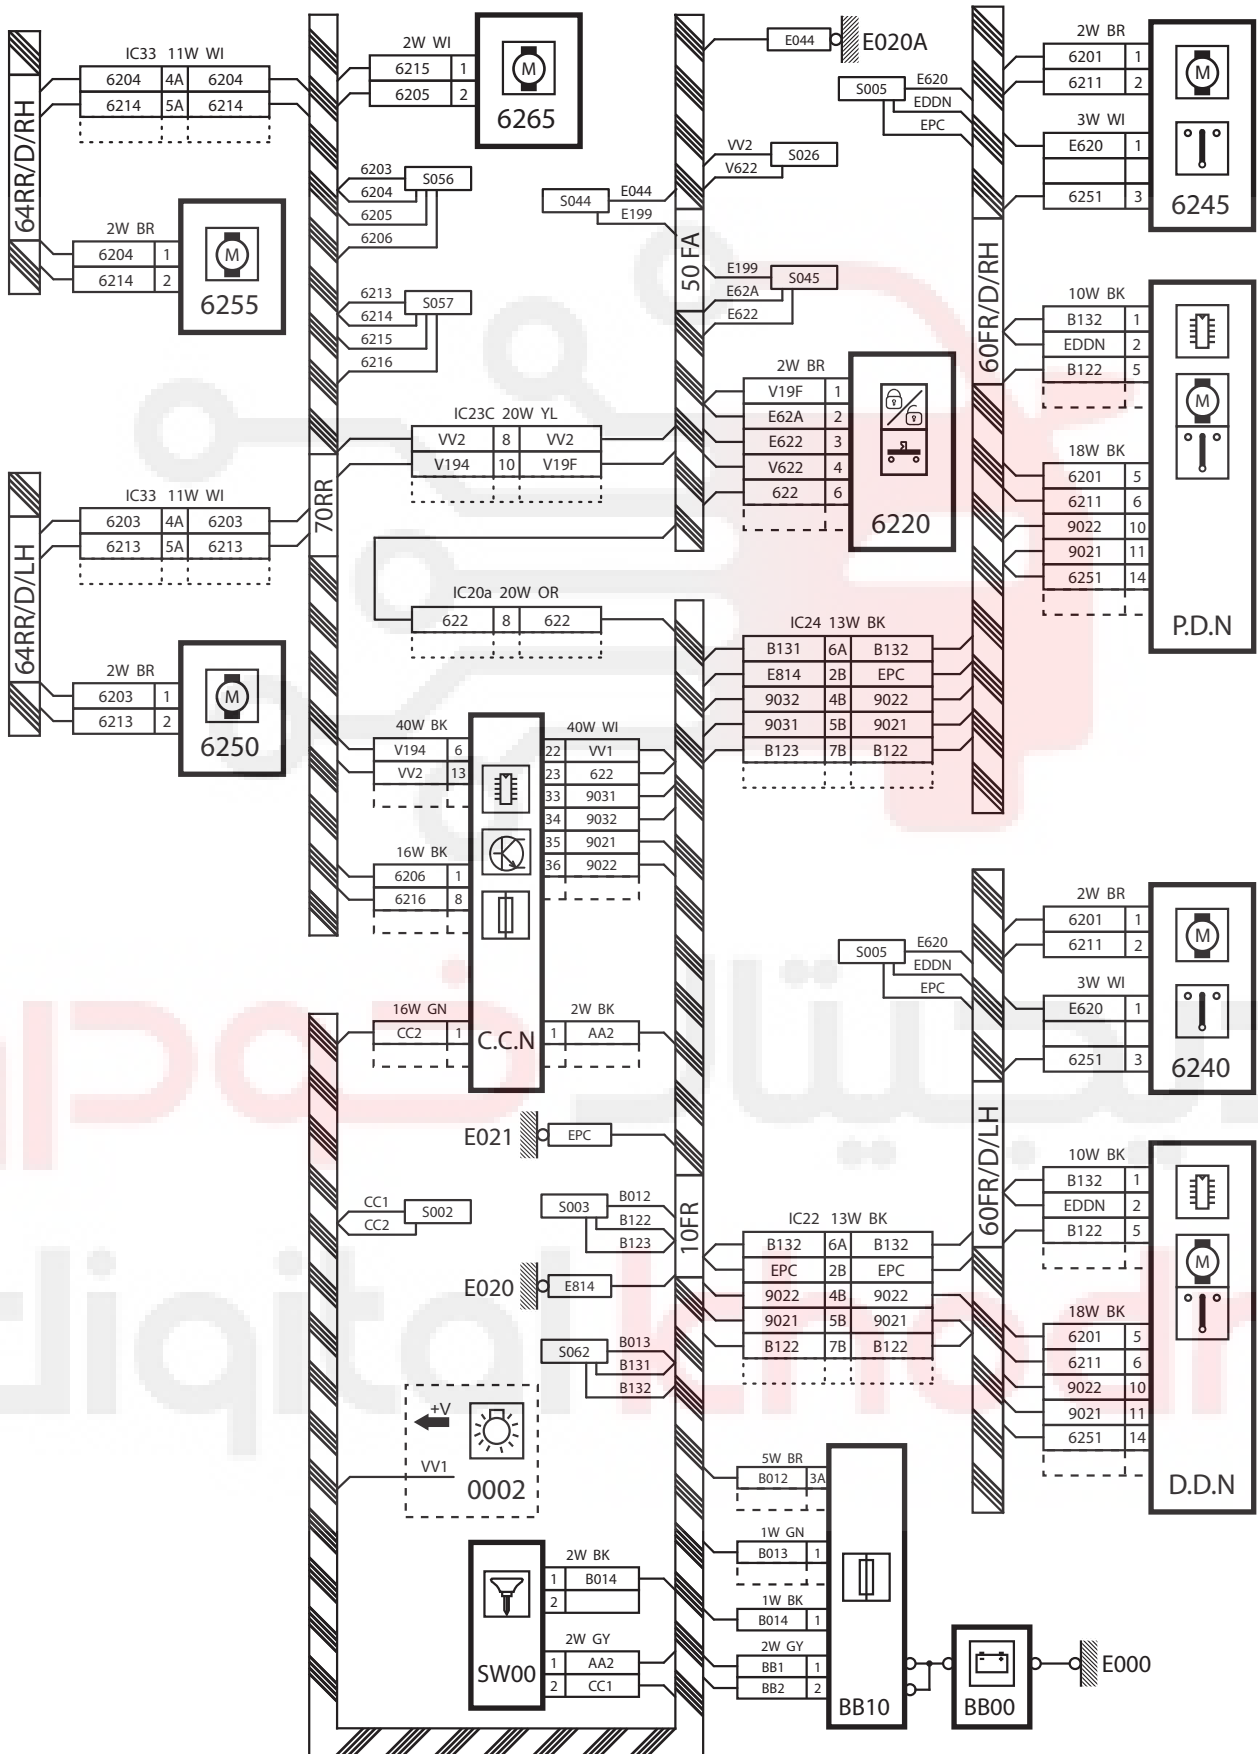 IC33 11W WI
6204 4A 6204
6214 5A 6214
64RR/D/RH
2W BR
6204 1
6214 2
M
6255
2W WI
6215 1
6205 2
M
6265
6203
6204
6205
6206
S056
6213
6214
6215
6216
S057
E044
E020A
S005
E620
EDDN
EPC
VV2
V622
S026
S044
E044
E199
50 FA
E199
E62A
E622
S045
2W BR
6201 1
6211 2
M
3W WI
E620 1
6251 3
6245
60FR/D/RH
10W BK
B132 1
EDDN 2
B122 5
M
18W BK
6201 5
6211 6
9022 10
9021 11
6251 14
P.D.N
2W BR
V19F 1
E62A 2
E622 3
V622 4
622 6
6220
IC23C 20W YL
VV2 8 VV2
V194 10 V19F
70RR
IC33 11W WI
6203 4A 6203
6213 5A 6213
64RR/D/LH
2W BR
6203 1
6213 2
M
6250
IC20a 20W OR
622 8 622
IC24 13W BK
B131 6A B132
E814 2B EPC
9032 4B 9022
9031 5B 9021
B123 7B B122
40W BK
V194 6
VV2 13
16W BK
6206 1
6216 8
16W GN
CC2 1
C.C.N
40W WI
22 VV1
23 622
33 9031
34 9032
35 9021
36 9022
2W BK
1 AA2
E021
EPC
CC1
CC2
S002
S003
B012
B122
B123
10FR
E020
E814
S062
B013
B131
B132
+V
VV1
0002
S005
E620
EDDN
EPC
2W BR
6201 1
6211 2
M
3W WI
E620 1
6251 3
6240
60FR/D/LH
IC22 13W BK
B132 6A B132
EPC 2B EPC
9022 4B 9022
9021 5B 9021
B122 7B B122
10W BK
B132 1
EDDN 2
B122 5
M
18W BK
6201 5
6211 6
9022 10
9021 11
6251 14
D.D.N
2W BK
1 B014
2
2W GY
1 AA2
2 CC1
SW00
5W BR
B012 3A
1W GN
B013 1
1W BK
B014 1
2W GY
BB1 1
BB2 2
BB10
BB00
E000
دیجیتال خودرو
digital khodro